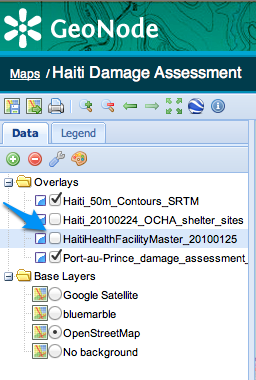 GeoNode
Maps / Haiti Damage Assessment
Data
Legend
Overlays
Haiti_50m_Contours_SRTM
Haiti_20100224_OCHA_shelter_sites
HaitiHealthFacilityMaster_20100125
Port-au-Prince_damage_assessment_
Base Layers
Google Satellite
bluemarble
OpenStreetMap
No background